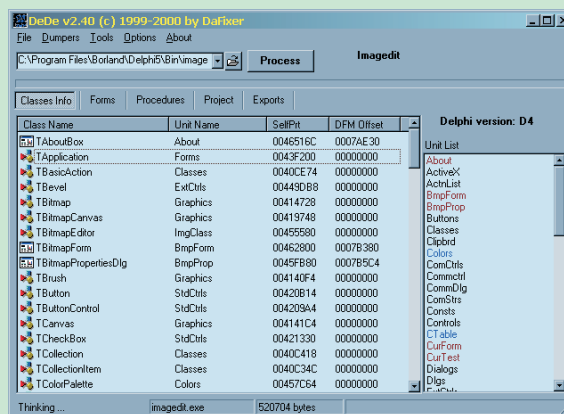 DeDe v2.40 (c) 1999-2000 by DaFixer
File Dumpers Tools Options About
C:\Program Files\Borland\Delphi5\Bin\image Process Imagedit
Classes Info Forms Procedures Project Exports
Delphi version: D4
Class Name Unit Name SelfPrt DFM Offset
TAboutBox About 0046516C 0007AE30
TApplication Forms 0043F200 00000000
TBasicAction Classes 0040CE74 00000000
TBevel ExtCtrls 00449DB8 00000000
TBitmap Graphics 00414728 00000000
TBitmapCanvas Graphics 00419748 00000000
TBitmapEditor ImgClass 00455580 00000000
TBitmapForm BmpForm 00462800 0007B380
TBitmapPropertiesDlg BmpProp 0045FB80 0007B5C4
TBrush Graphics 004140F4 00000000
TButton StdCtrls 00420B14 00000000
TButtonControl StdCtrls 004209A4 00000000
TCanvas Graphics 004141C4 00000000
TCheckBox StdCtrls 00421330 00000000
TCollection Classes 0040C418 00000000
TCollectionItem Classes 0040C34C 00000000
TColorPalette Colors 00457C64 00000000
Unit List
About
ActiveX
ActnList
BmpForm
BmpProp
Buttons
Classes
Clipbrd
Colors
ComCtrls
Commctrl
CommDlg
ComStrs
Consts
Controls
CTable
CurForm
CurTest
Dialogs
Dlgs
ExtCtrls
Thinking ... imagedit.exe 520704 bytes